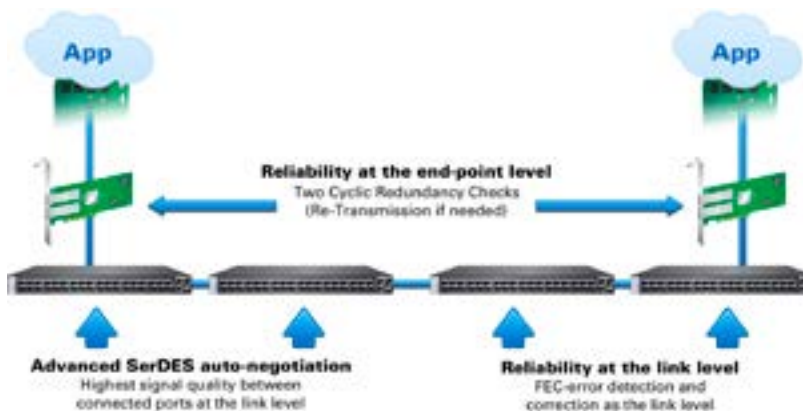 App
App
Reliability at the end-point level
Two Cyclic Redundancy Checks
(Re-Transmission if needed)
Advanced SerDES auto-negotiation
Highest signal quality between
connected ports at the link level
Reliability at the link level
FEC-error detection and
correction as the link level